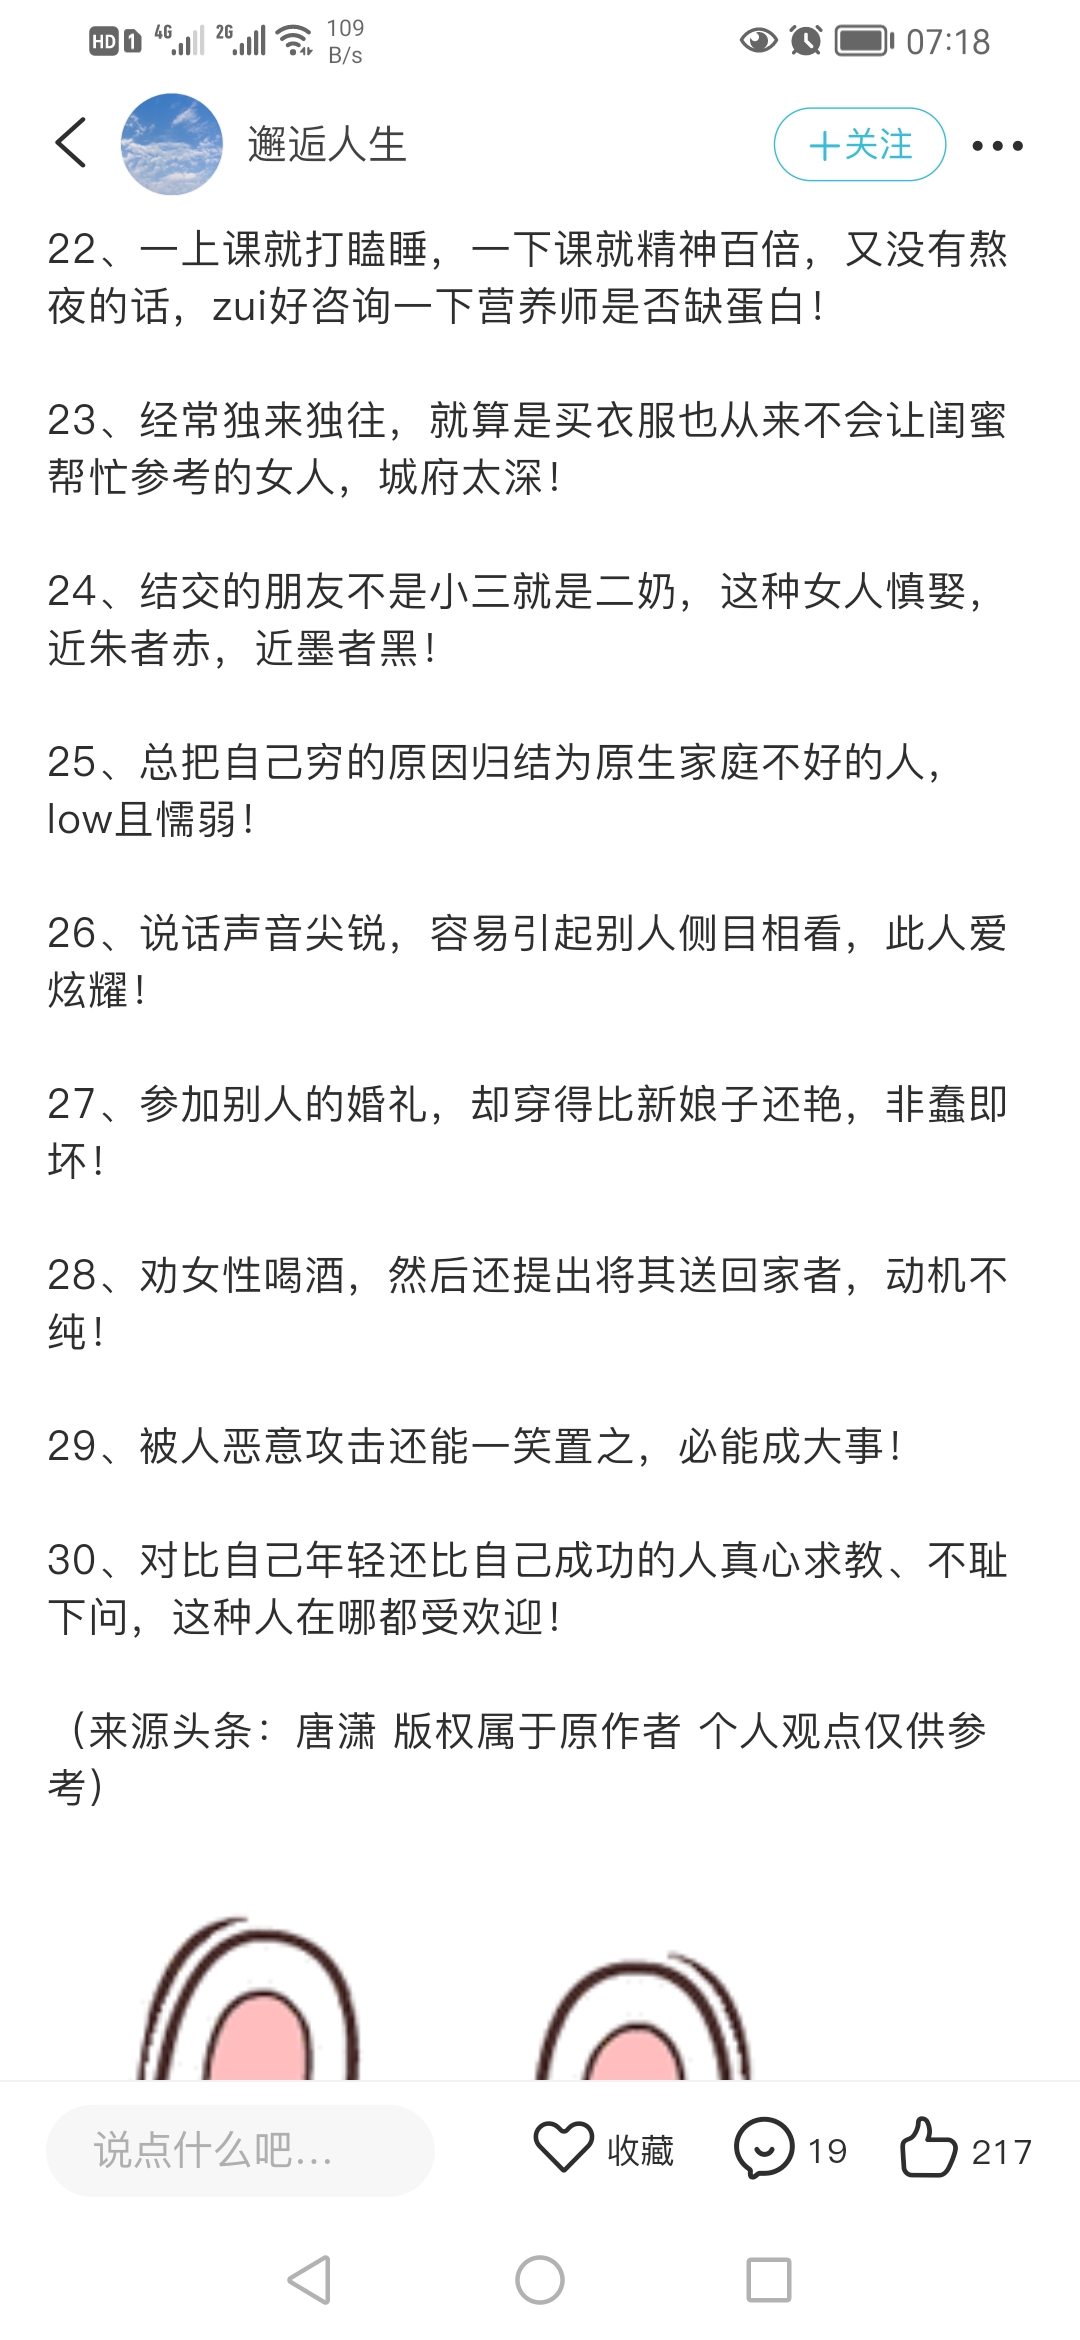 HD 1 4G 2G 109 B/s 07:18
邂逅人生
+关注
22、一上课就打瞌睡，一下课就精神百倍，又没有熬
夜的话，zui好咨询一下营养师是否缺蛋白！
23、经常独来独往，就算是买衣服也从来不会让闺蜜
帮忙参考的女人，城府太深！
24、结交的朋友不是小三就是二奶，这种女人慎娶，
近朱者赤，近墨者黑！
25、总把自己穷的原因归结为原生家庭不好的人，
low且懦弱！
26、说话声音尖锐，容易引起别人侧目相看，此人爱
炫耀！
27、参加别人的婚礼，却穿得比新娘子还艳，非蠢即
坏！
28、劝女性喝酒，然后还提出将其送回家者，动机不
纯！
29、被人恶意攻击还能一笑置之，必能成大事！
30、对比自己年轻还比自己成功的人真心求教、不耻
下问，这种人在哪都受欢迎！
（来源头条：唐潇 版权属于原作者 个人观点仅供参
考）
说点什么吧...
收藏
19
217